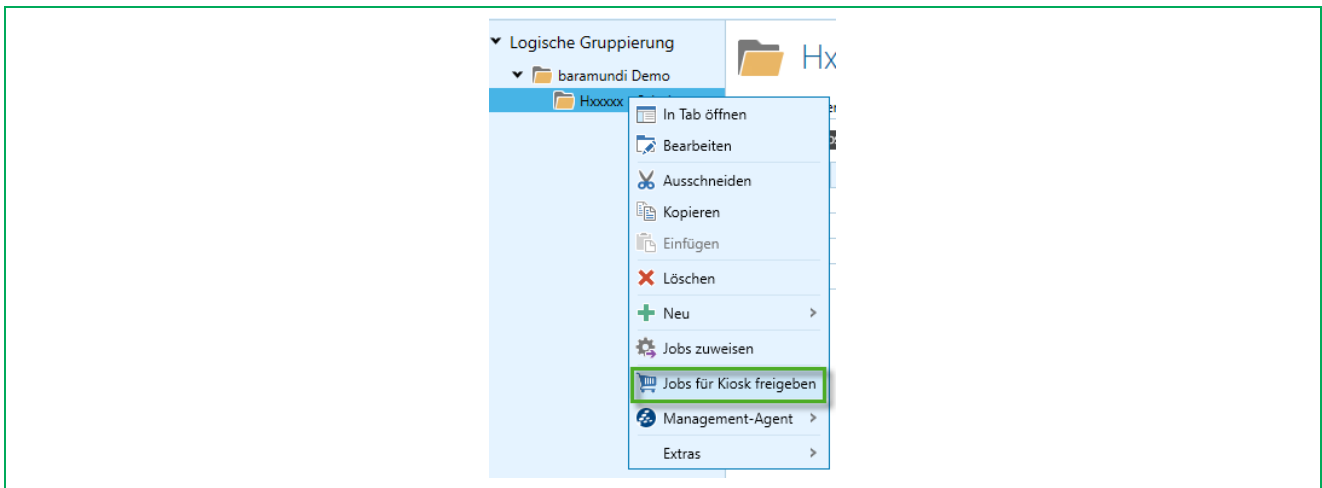 Logische Gruppierung
baramundi Demo
Hxxxxx
Hx
In Tab öffnen
Bearbeiten
Ausschneiden
Kopieren
Einfügen
Löschen
Neu
Jobs zuweisen
Jobs für Kiosk freigeben
Management-Agent
Extras